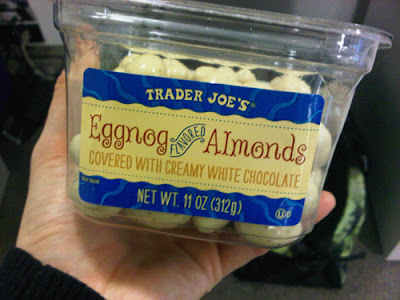 TRADER JOE'S®
Eggnog FLAVORED Almonds
COVERED WITH CREAMY WHITE CHOCOLATE
NET WT. 11 OZ (312g)